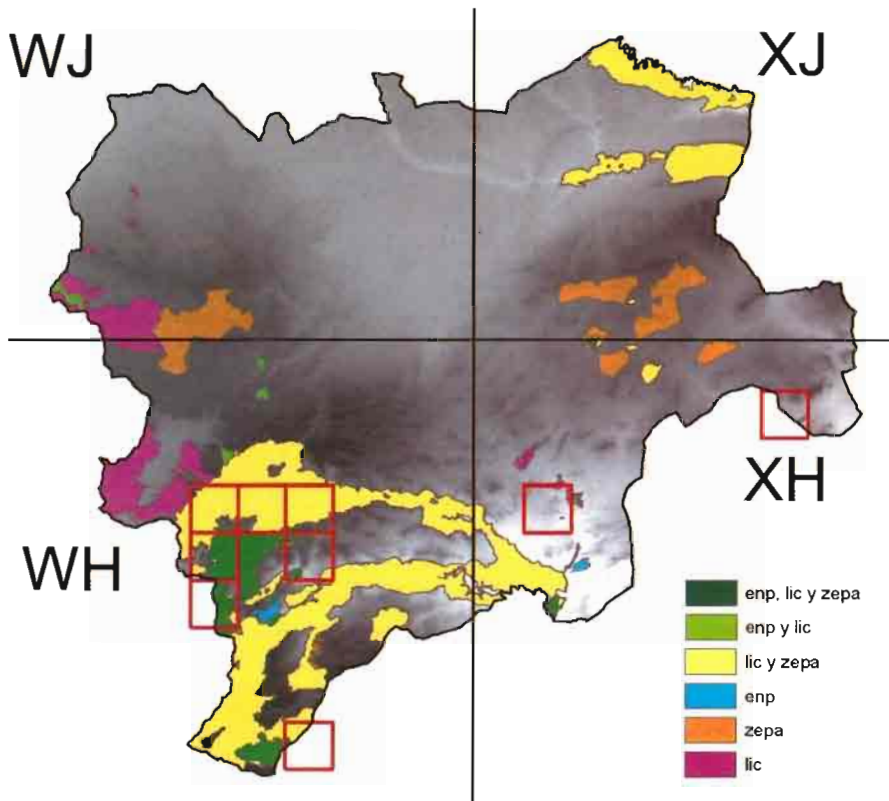 WJ
XJ
XH
WH
enp, lic y zepa
enp y lic
lic y zepa
enp
zepa
lic